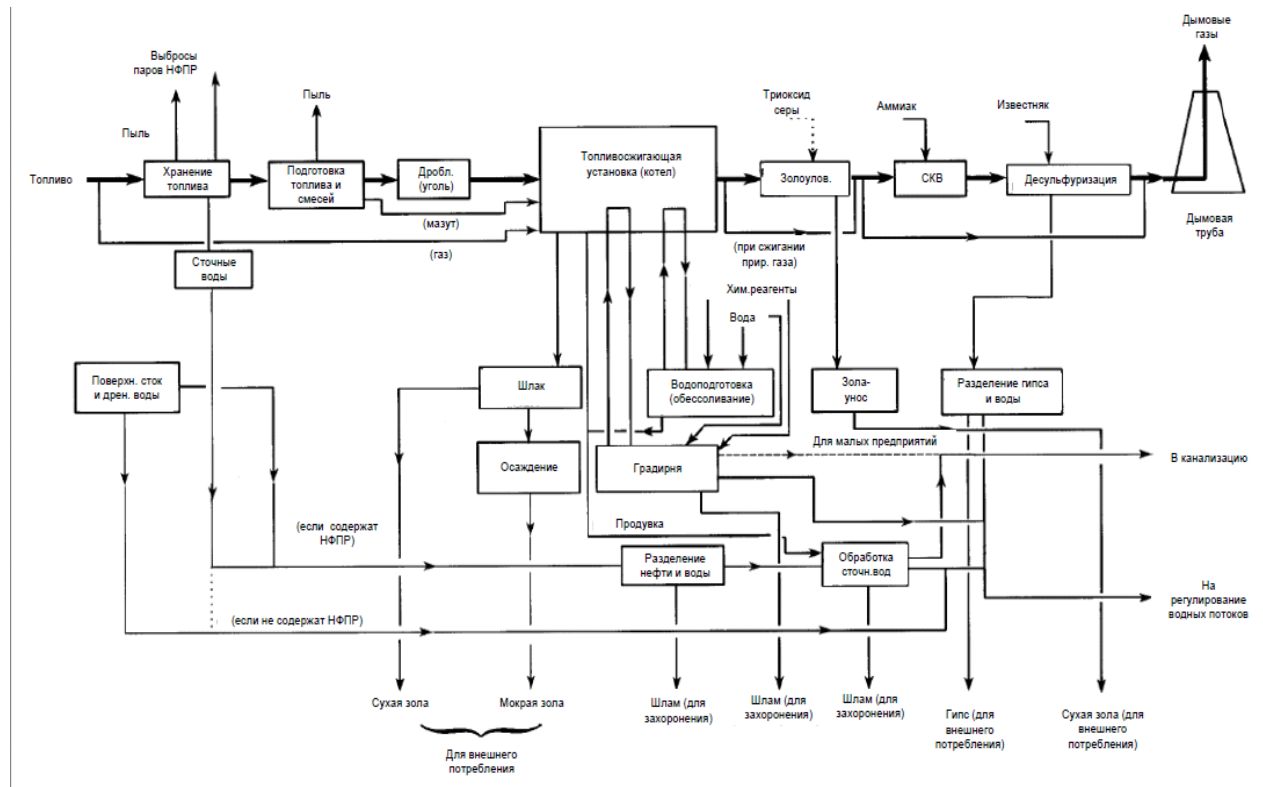 Дымовые
газы
Выбросы
паров НФПР
Пыль
Триоксид
серы
Аммиак
Известняк
Пыль
Топливо
Хранение
топлива
Подготовка
топлива и
смесей
Дробл.
(уголь)
Топливосжигающая
установка (котел)
Золоулов.
СКВ
Десульфуризация
(мазут)
(газ)
(при сжигании
прир. газа)
Дымовая
труба
Сточные
воды
Хим.реагенты
Вода
Поверхн. сток
и дрен. воды
Шлак
Водоподготовка
(обессоливание)
Зола-
унос
Разделение гипса
и воды
Для малых предприятий
В канализацию
Осаждение
Градирня
(если содержат
НФПР)
Продувка
Разделение
нефти и воды
Обработка
сточн.вод
На
регулирование
водных потоков
(если не содержат НФПР)
Сухая зола
Мокрая зола
Шлам (для
захоронения)
Шлам (для
захоронения)
Шлам (для
захоронения)
Гипс (для
внешнего
потребления)
Сухая зола (для
внешнего
потребления)
Для внешнего
потребления